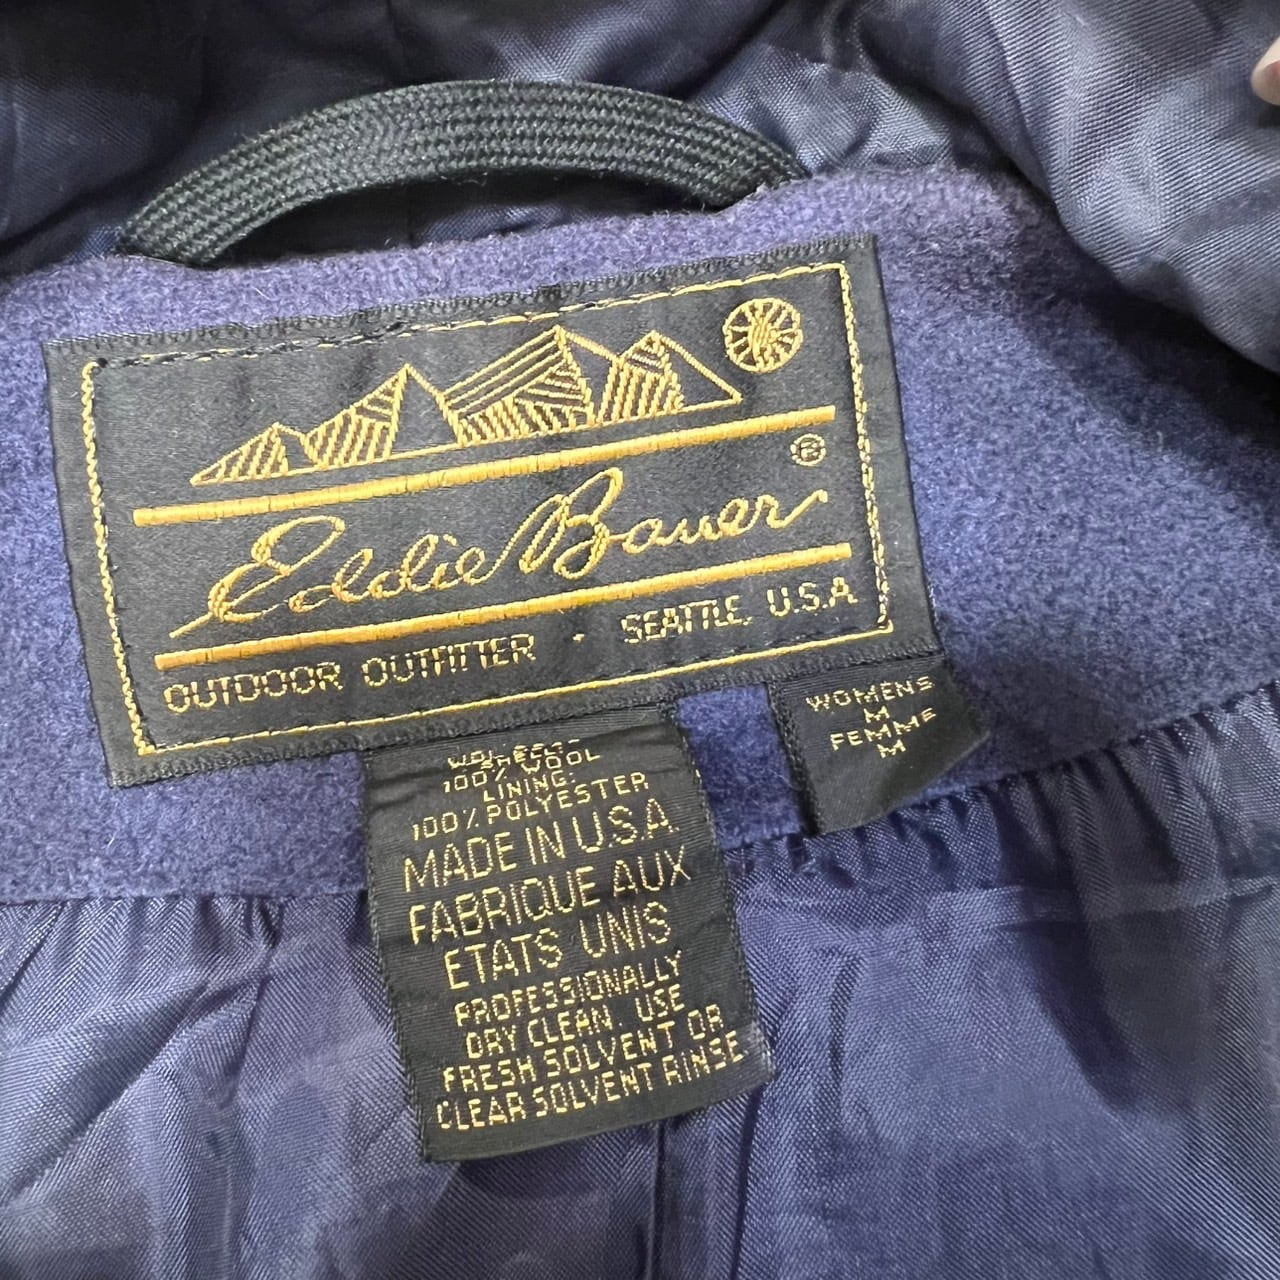 Eddie Bauer ®
OUTDOOR OUTFITTER · SEATTLE, U.S.A
WOMENS
M
FEMME
M
SHELL:
100% WOOL
LINING:
100% POLYESTER
MADE IN U.S.A.
FABRIQUE AUX
ETATS UNIS
PROFESSIONALLY
DRY CLEAN. USE
FRESH SOLVENT OR
CLEAR SOLVENT RINSE